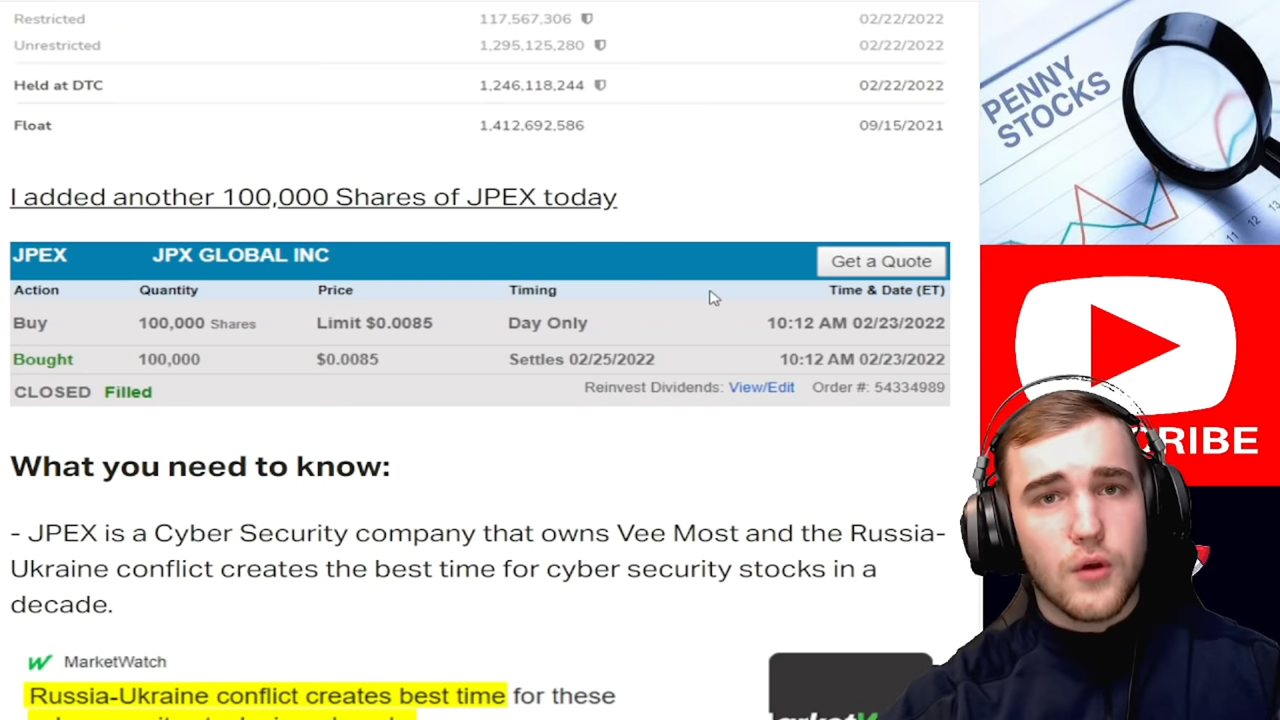 Restricted 117,567,306 02/22/2022
Unrestricted 1,295,125,280 02/22/2022
Held at DTC 1,246,118,244 02/22/2022
Float 1,412,692,586 09/15/2021
I added another 100,000 Shares of JPEX today
JPEX JPX GLOBAL INC Get a Quote
Action Quantity Price Timing Time & Date (ET)
Buy 100,000 Shares Limit $0.0085 Day Only 10:12 AM 02/23/2022
Bought 100,000 $0.0085 Settles 02/25/2022 10:12 AM 02/23/2022
CLOSED Filled Reinvest Dividends: View/Edit Order #: 54334989
What you need to know:
- JPEX is a Cyber Security company that owns Vee Most and the Russia-
Ukraine conflict creates the best time for cyber security stocks in a
decade.
MarketWatch
Russia-Ukraine conflict creates best time for these
PENNY
STOCKS
11 12 13
RIBE